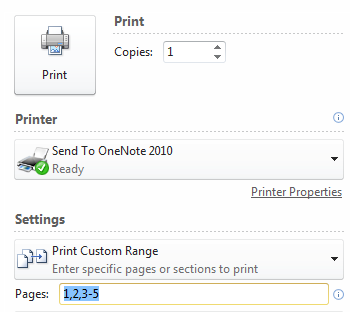 Print
Print
Copies: 1
Printer
Send To OneNote 2010
Ready
Printer Properties
Settings
Print Custom Range
Enter specific pages or sections to print
Pages: 1,2,3-5